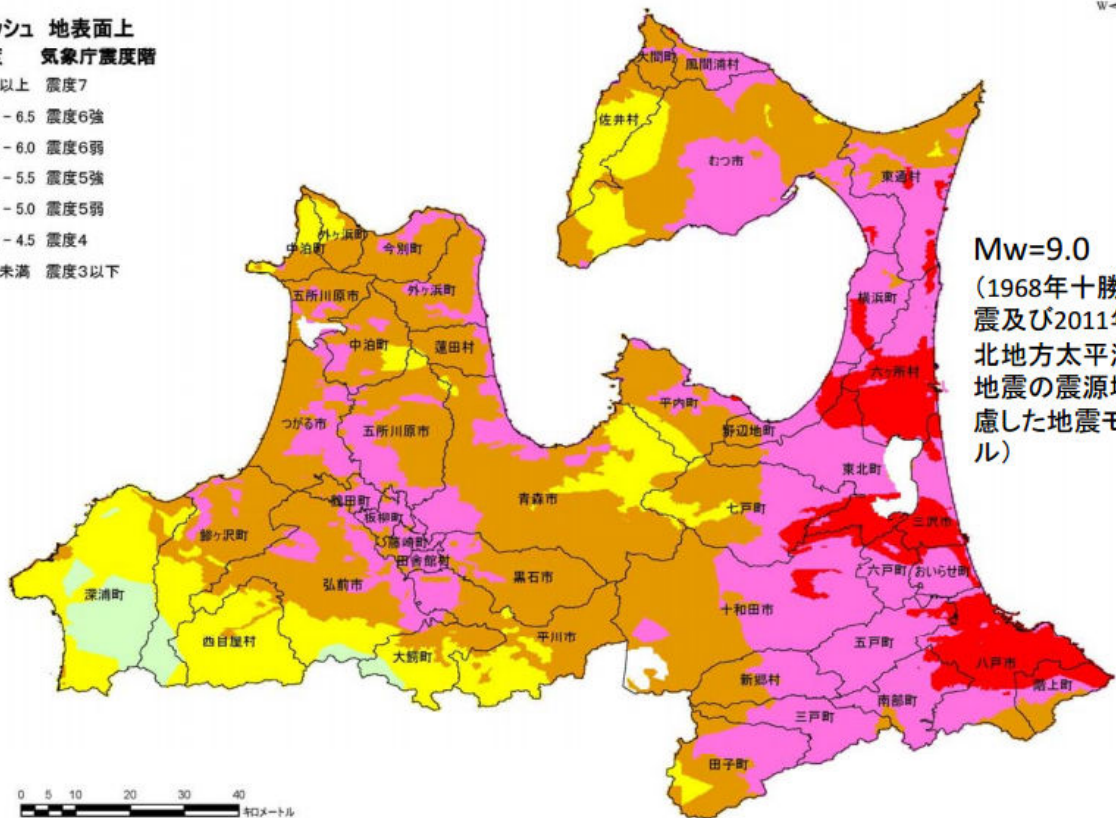 ッシュ 地表面上
気象庁震度階
以上 震度7
- 6.5 震度6強
- 6.0 震度6弱
- 5.5 震度5強
- 5.0 震度5弱
- 4.5 震度4
未満 震度3以下
W
大間町
風間浦村
佐井村
むつ市
東通村
外ヶ浜町
中泊町
今別町
五所川原市
外ヶ浜町
横浜町
中泊町
蓬田村
六ヶ所村
平内町
つがる市
五所川原市
野辺地町
東北町
青森市
七戸町
鶴田町
板柳町
三沢市
鰺ヶ沢町
藤崎町
田舎館村
黒石市
六戸町
おいらせ町
弘前市
深浦町
十和田市
西目屋村
平川市
五戸町
大鰐町
八戸市
新郷村
階上町
南部町
三戸町
田子町
Mw=9.0
(1968年十勝
震及び2011年
北地方太平洋
地震の震源域
慮した地震モ
ル)
0 5 10 20 30 40
キロメートル